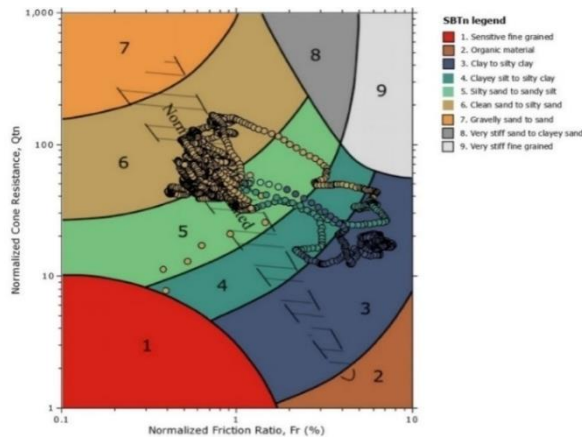 1,000
7
8
9
6
Norm
ed
5
4
3
1
2
100
10
1
0.1
1
10
Normalized Cone Resistance, Qtn
Normalized Friction Ratio, Fr (%)
SBTn legend
1. Sensitive fine grained
2. Organic material
3. Clay to silty clay
4. Clayey silt to silty clay
5. Silty sand to sandy silt
6. Clean sand to silty sand
7. Gravelly sand to sand
8. Very stiff sand to clayey sand
9. Very stiff fine grained